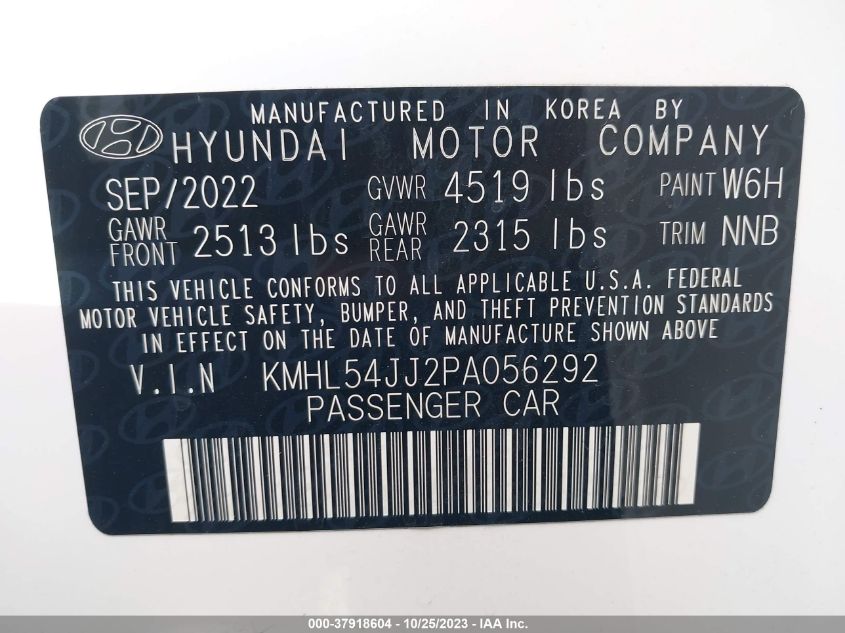 MANUFACTURED IN KOREA BY
HYUNDAI MOTOR COMPANY
SEP/2022 GVWR 4519 lbs PAINT W6H
GAWR FRONT 2513 lbs GAWR REAR 2315 lbs TRIM NNB
THIS VEHICLE CONFORMS TO ALL APPLICABLE U.S.A. FEDERAL
MOTOR VEHICLE SAFETY, BUMPER, AND THEFT PREVENTION STANDARDS
IN EFFECT ON THE DATE OF MANUFACTURE SHOWN ABOVE
V.I.N KMHL54JJ2PA056292
PASSENGER CAR
000-37918604 - 10/25/2023 - IAA Inc.